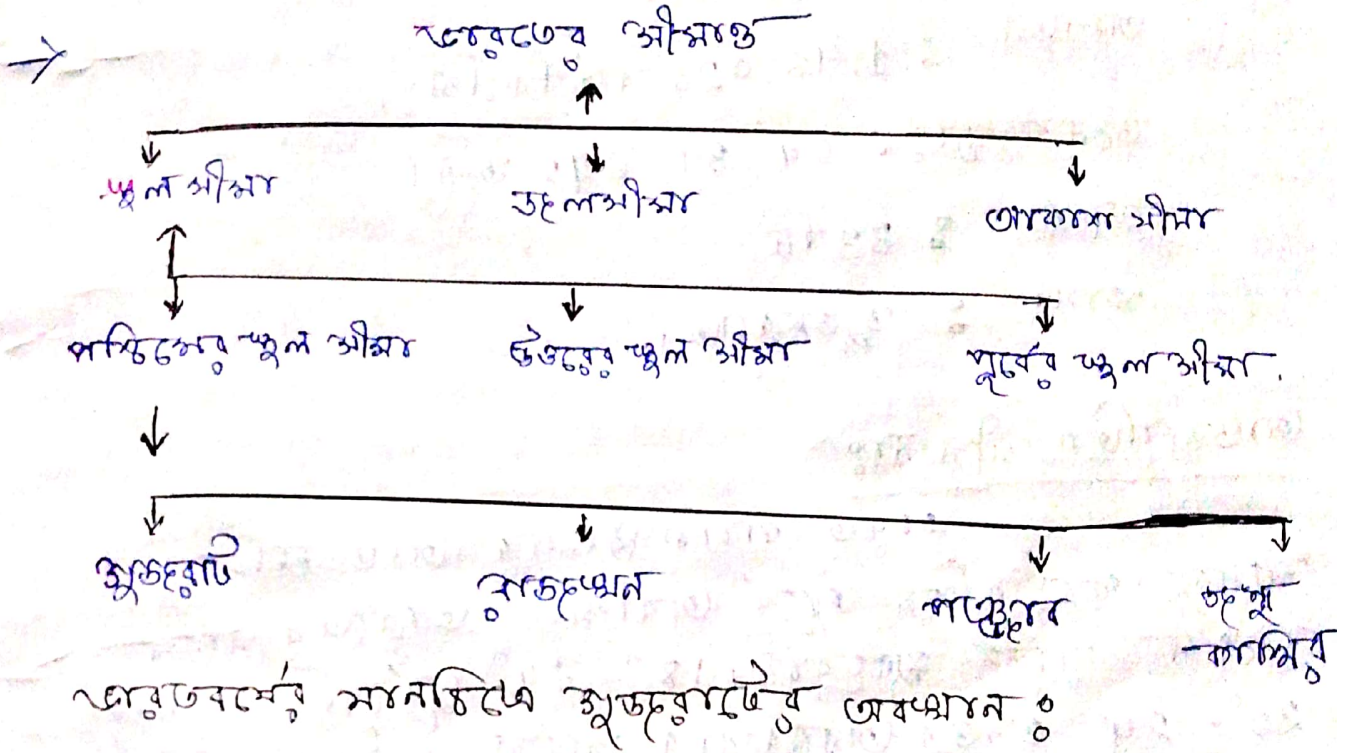 ভারতের সীমান্ত
স্থল সীমা জলসীমা আকাশ সীমা
পশ্চিমের স্থল সীমা উত্তরের স্থল সীমা পূর্বের স্থল সীমা.
গুজরাট রাজস্থান পাঞ্জাব জম্মু
কাশ্মির
ভারতবর্ষের মানচিত্রে গুজরাটের অবস্থান :